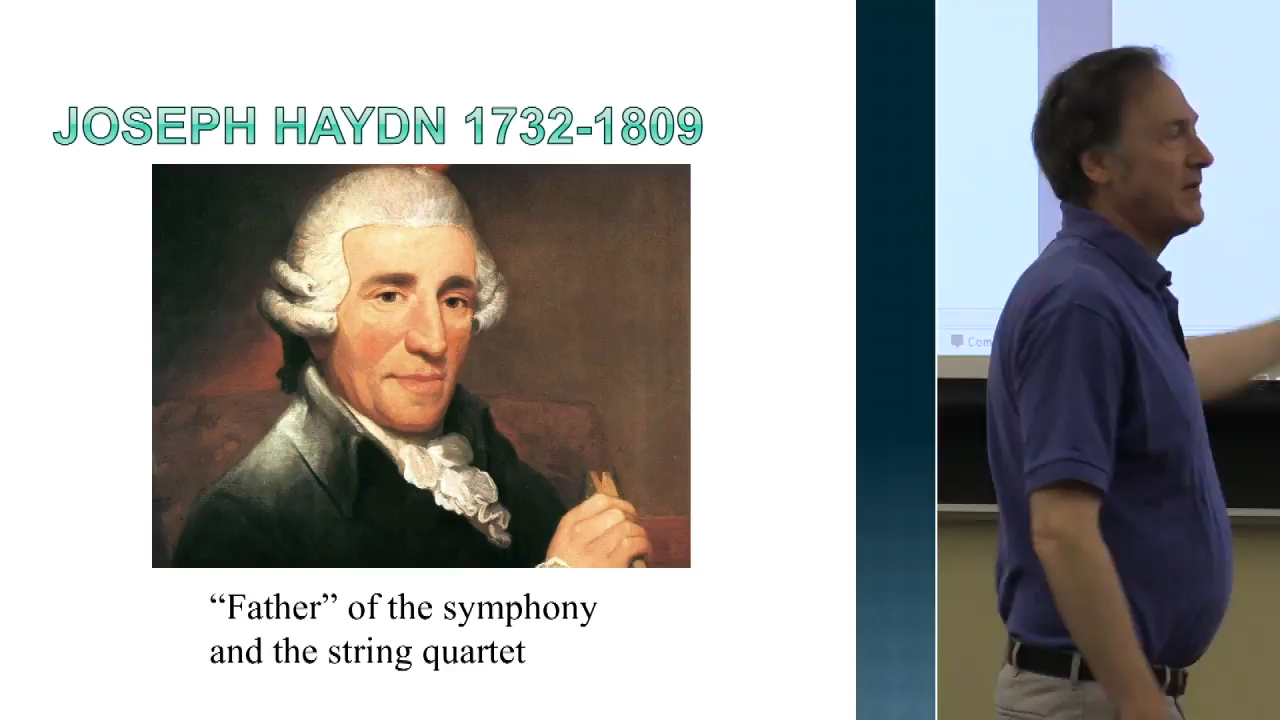 JOSEPH HAYDN 1732-1809
“Father” of the symphony
and the string quartet